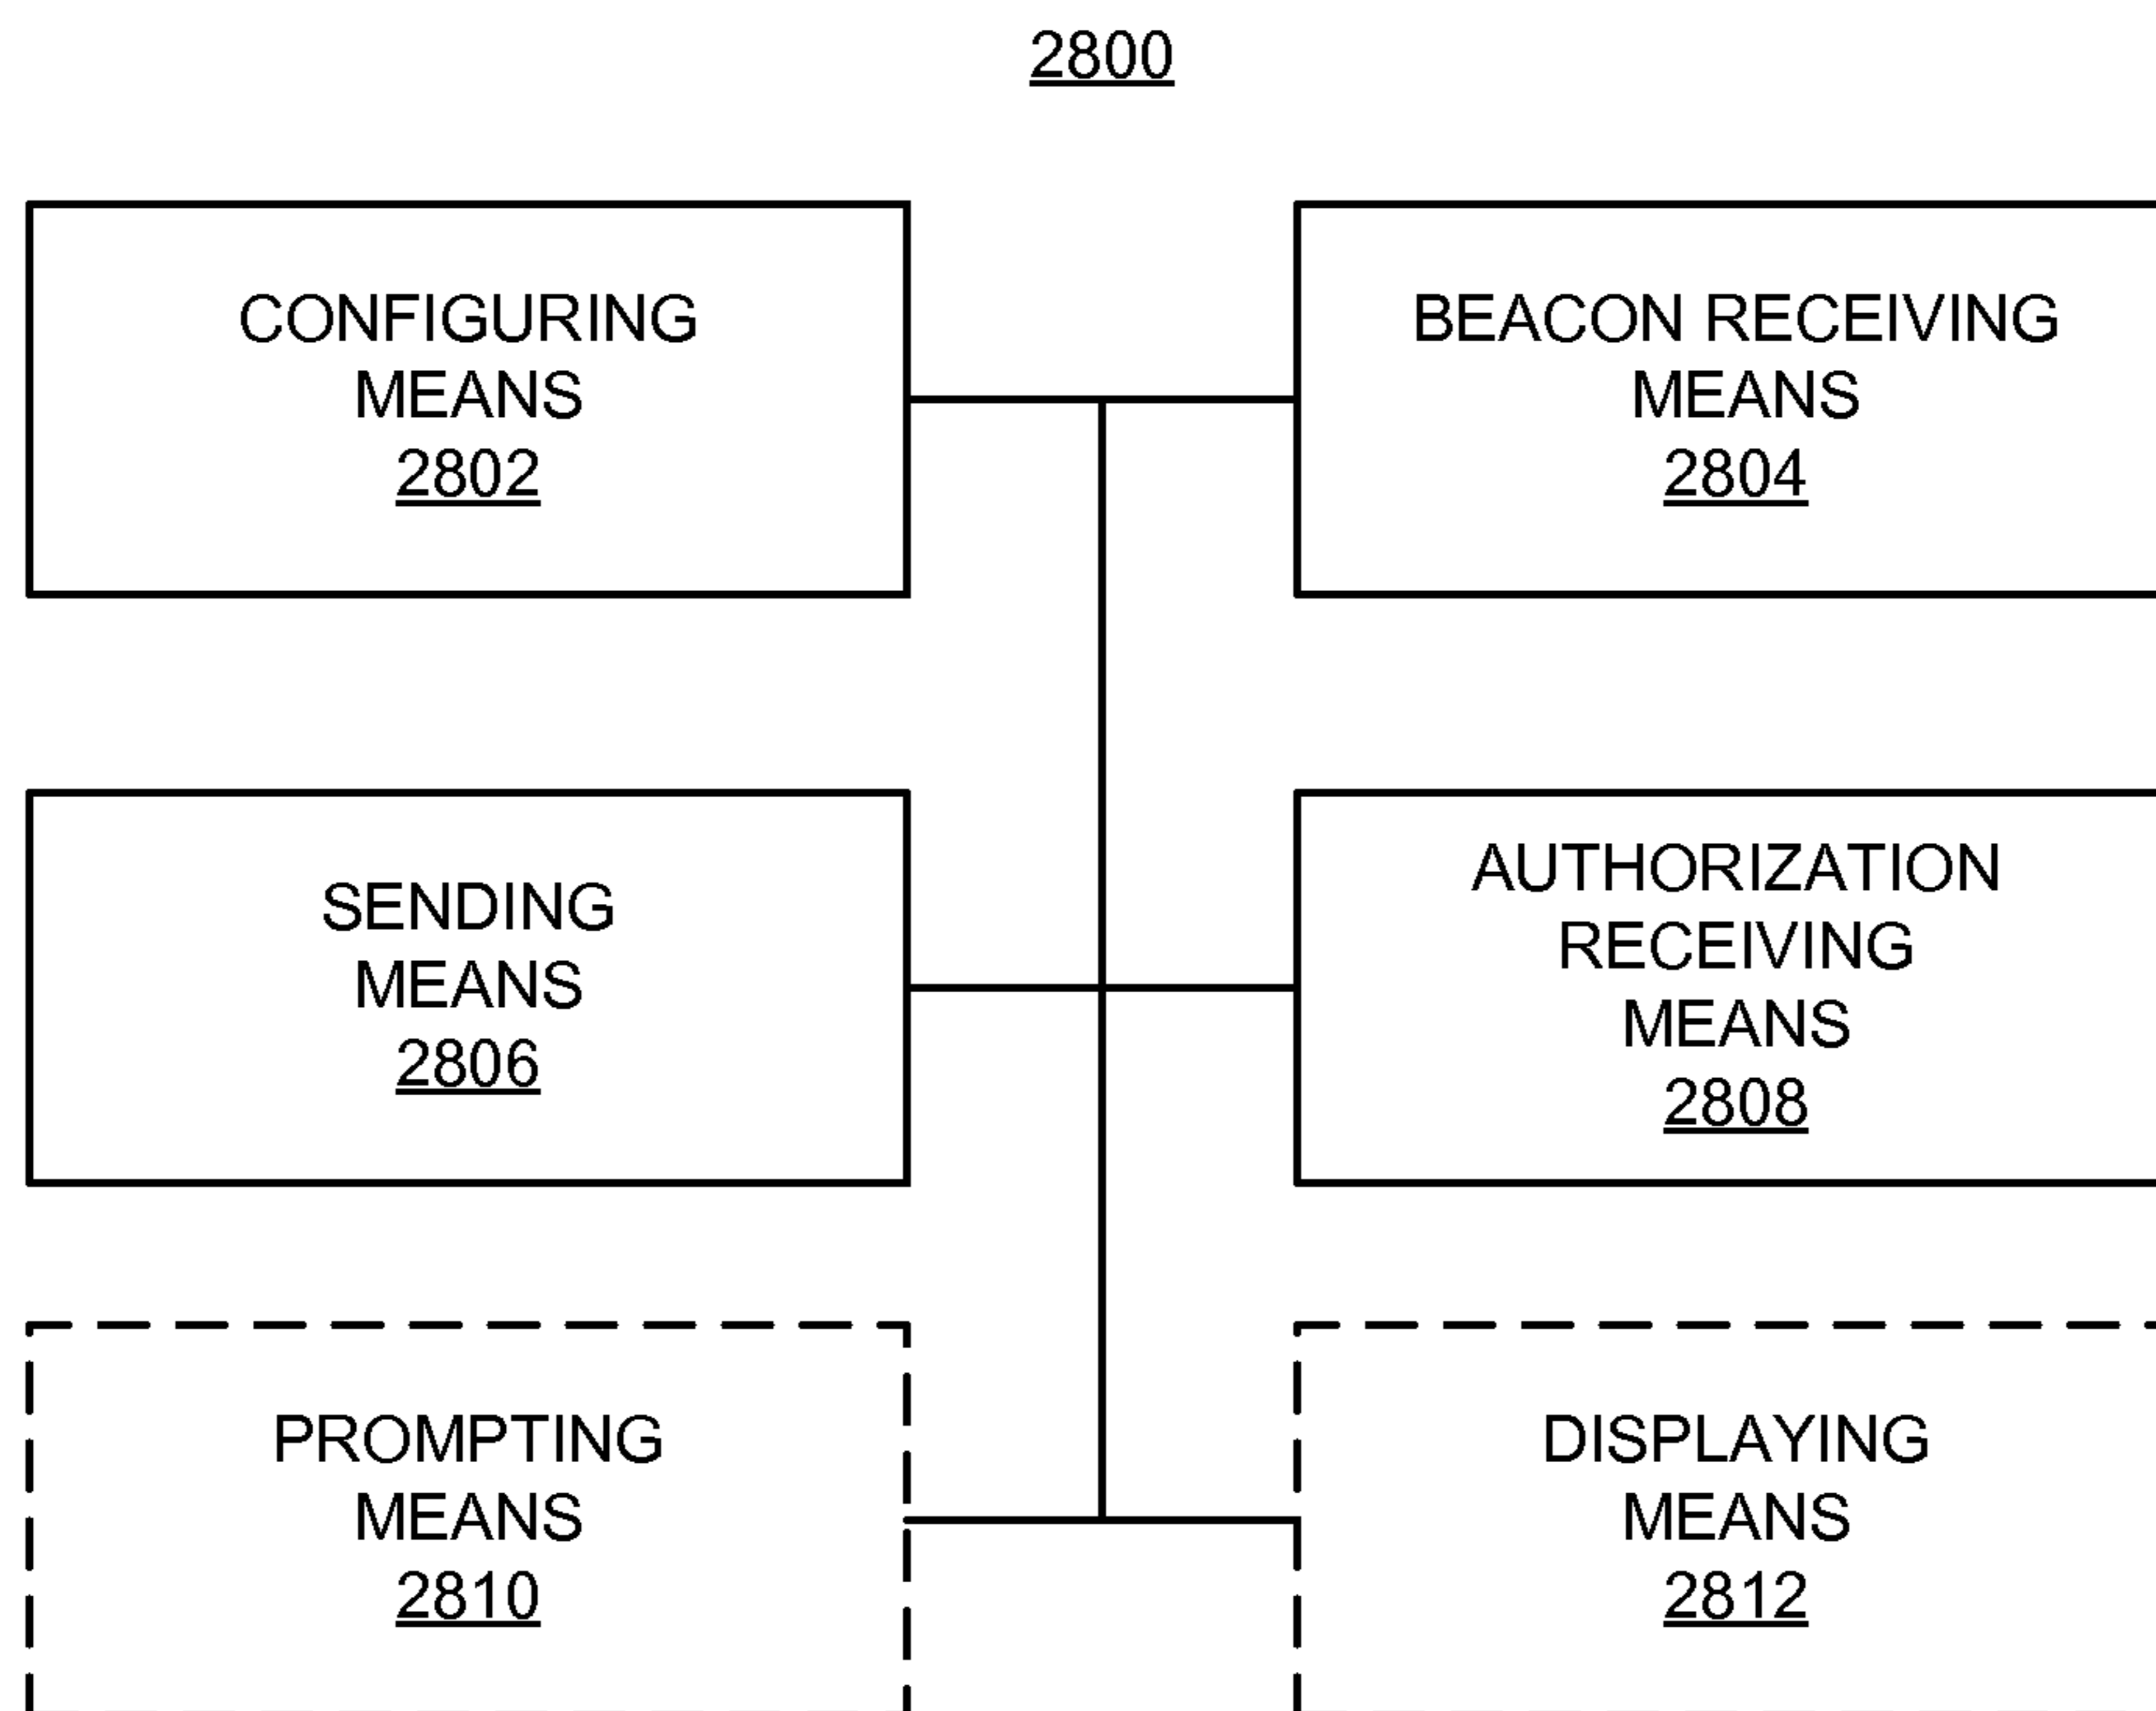 2800
CONFIGURING
MEANS
2802
BEACON RECEIVING
MEANS
2804
SENDING
MEANS
2806
AUTHORIZATION
RECEIVING
MEANS
2808
PROMPTING
MEANS
2810
DISPLAYING
MEANS
2812